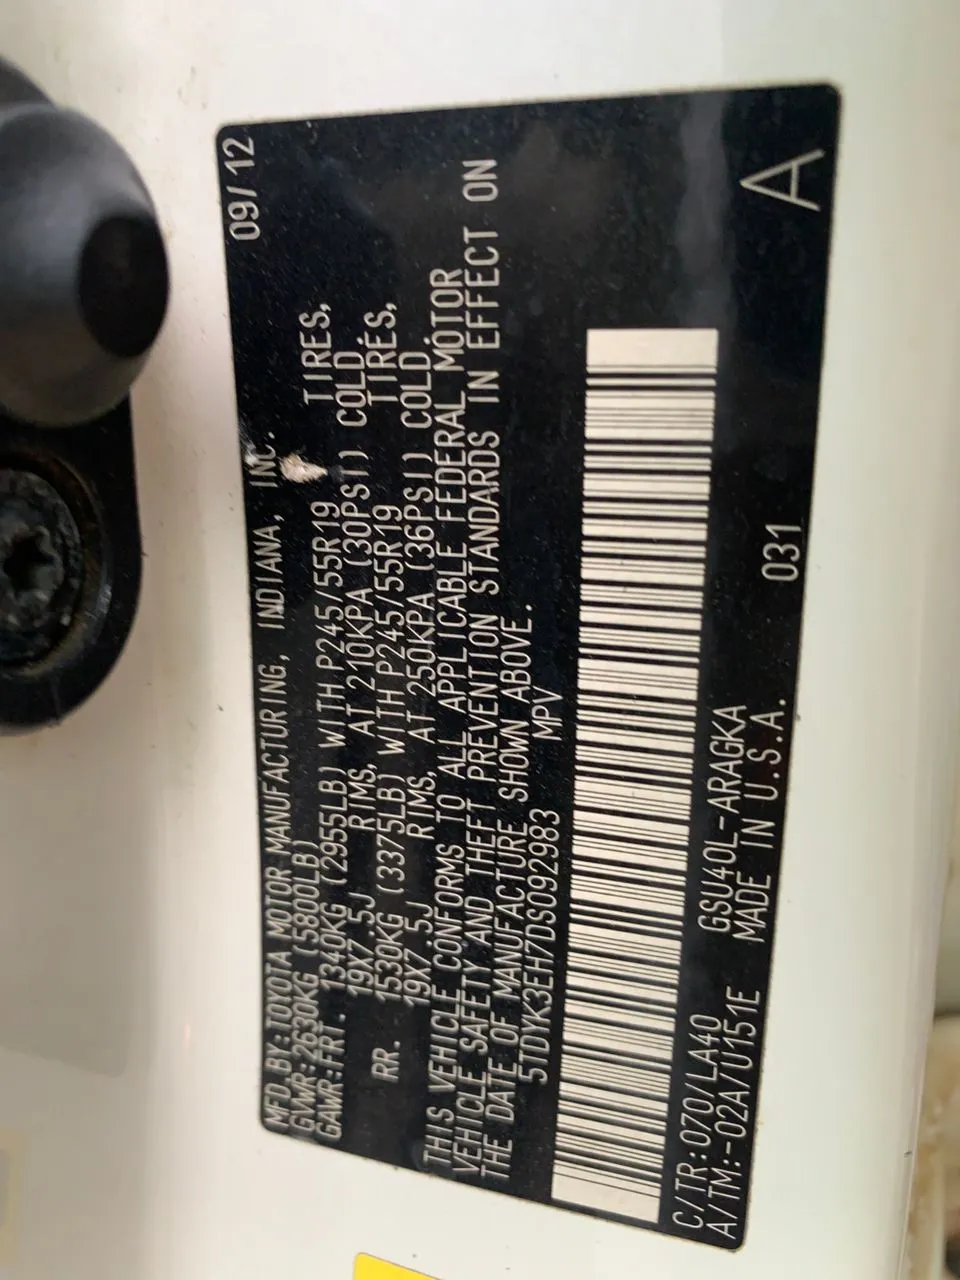 MFD.BY:TOYOTA MOTOR MANUFACTURING, INDIANA, INC. 09/12
GVWR:2630KG (5800LB)
GAWR:FRT. 1340KG (2955LB) WITH P245/55R19 TIRES,
19X7.5J RIMS, AT 210KPA (30PSI) COLD.
RR. 1530KG (3375LB) WITH P245/55R19 TIRES,
19X7.5J RIMS, AT 250KPA (36PSI) COLD.
THIS VEHICLE CONFORMS TO ALL APPLICABLE FEDERAL MOTOR
VEHICLE SAFETY AND THEFT PREVENTION STANDARDS IN EFFECT ON
THE DATE OF MANUFACTURE SHOWN ABOVE.
5TDYK3EH7DS092983 MPV
C/TR:070/LA40 GSU40L-ARAGKA
A/TM:-02A/U151E MADE IN U.S.A. 031 A